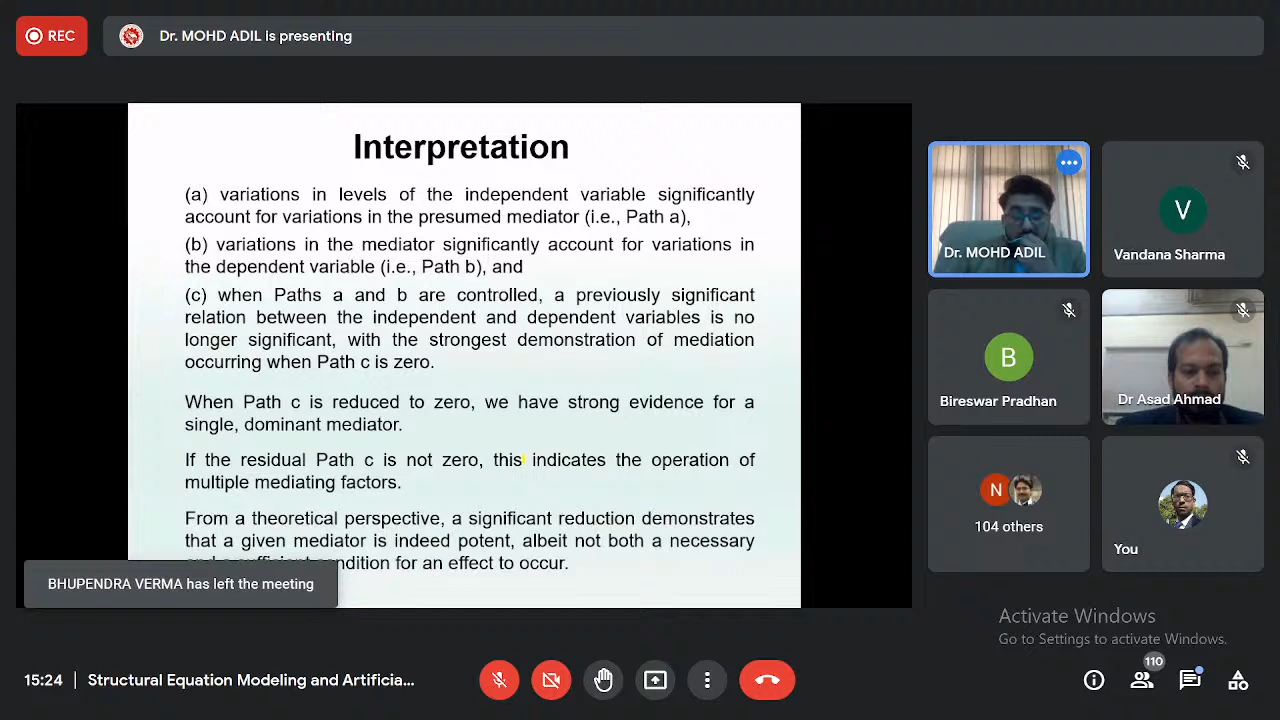 REC
Dr. MOHD ADIL is presenting
Interpretation
(a) variations in levels of the independent variable significantly
account for variations in the presumed mediator (i.e., Path a),
(b) variations in the mediator significantly account for variations in
the dependent variable (i.e., Path b), and
(c) when Paths a and b are controlled, a previously significant
relation between the independent and dependent variables is no
longer significant, with the strongest demonstration of mediation
occurring when Path c is zero.
When Path c is reduced to zero, we have strong evidence for a
single, dominant mediator.
If the residual Path c is not zero, this indicates the operation of
multiple mediating factors.
From a theoretical perspective, a significant reduction demonstrates
that a given mediator is indeed potent, albeit not both a necessary
condition for an effect to occur.
BHUPENDRA VERMA has left the meeting
Dr. MOHD ADIL
V
Vandana Sharma
B
Bireswar Pradhan
Dr Asad Ahmad
N
104 others
You
Activate Windows
Go to Settings to activate Windows.
15:24 | Structural Equation Modeling and Artificia...
110